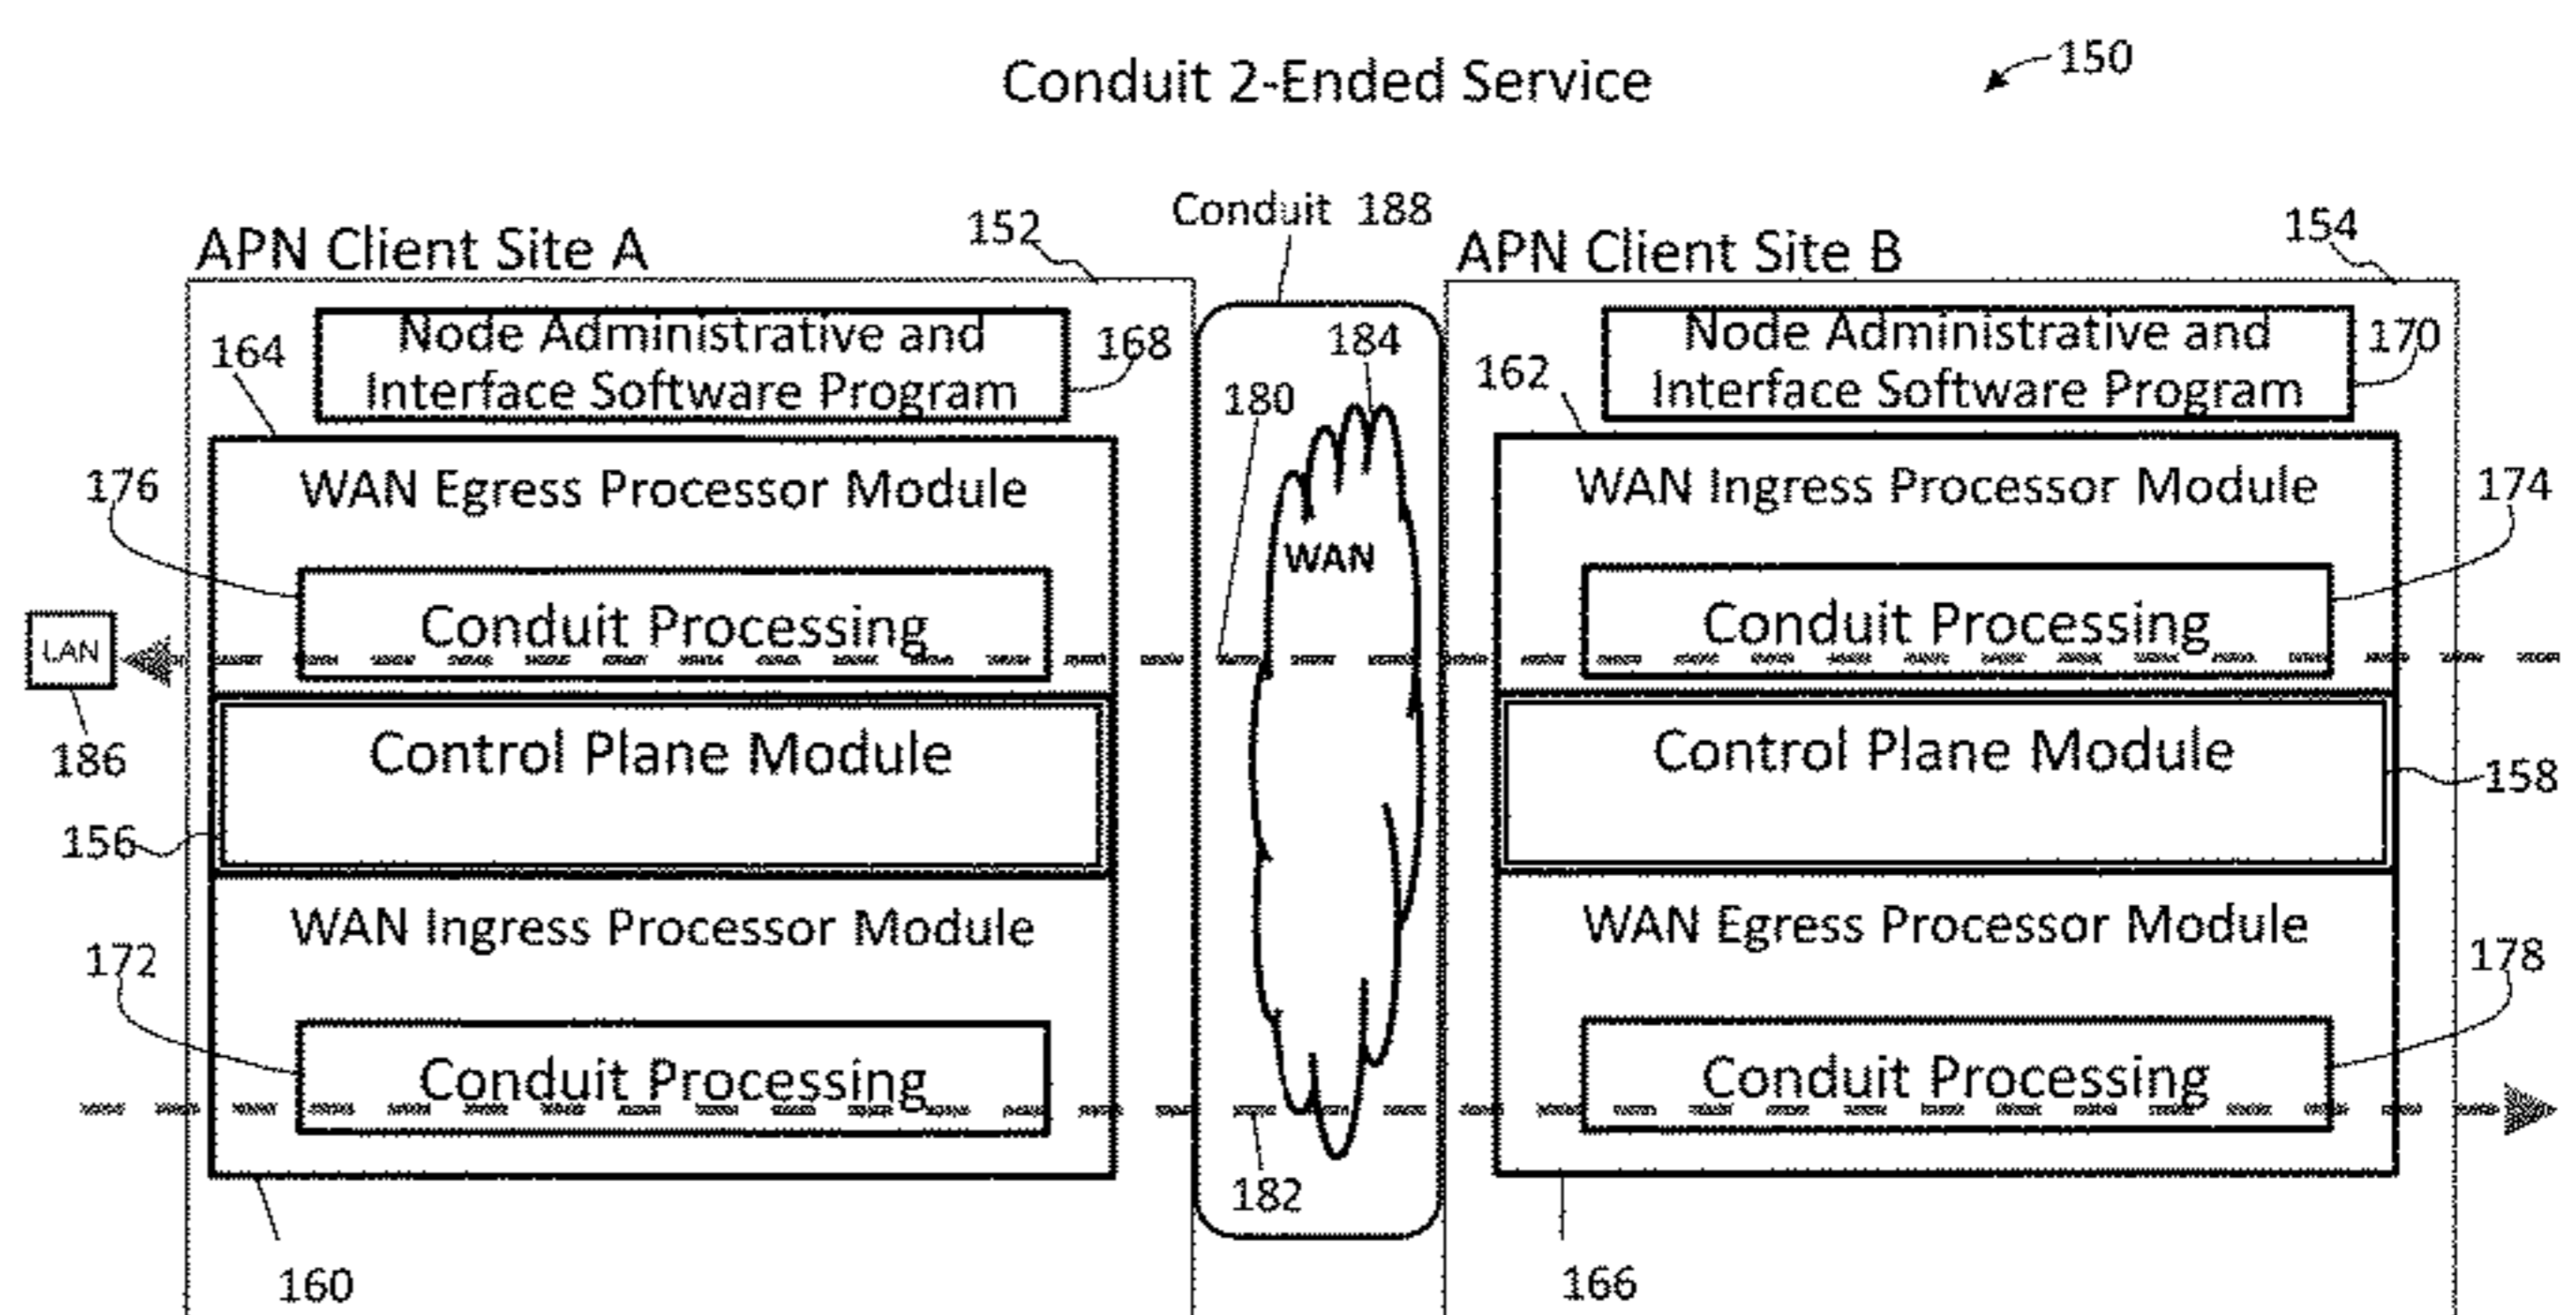 Conduit 2-Ended Service
150
Conduit 188
APN Client Site A
152
APN Client Site B
154
Node Administrative and
Interface Software Program
168
164
184
180
Node Administrative and
Interface Software Program
170
162
WAN Egress Processor Module
176
WAN
WAN Ingress Processor Module
174
Conduit Processing
Conduit Processing
LAN
186
Control Plane Module
156
Control Plane Module
158
WAN Ingress Processor Module
172
WAN Egress Processor Module
178
Conduit Processing
Conduit Processing
182
160
166